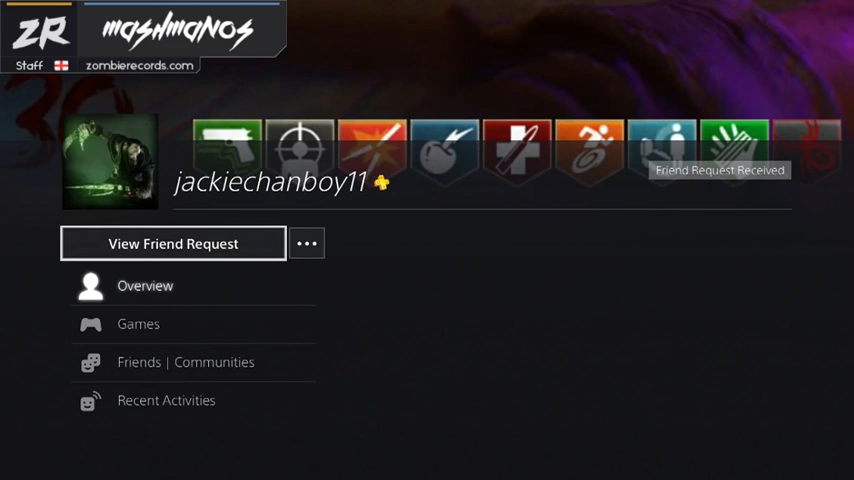 ZR
mashmanos
Staff
zombierecords.com
jackiechanboy11
Friend Request Received
View Friend Request
Overview
Games
Friends | Communities
Recent Activities